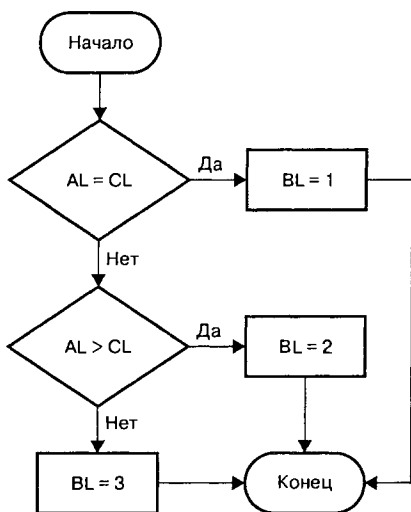 Начало
AL = CL
Да
BL = 1
Нет
AL > CL
Да
BL = 2
Нет
BL = 3
Конец